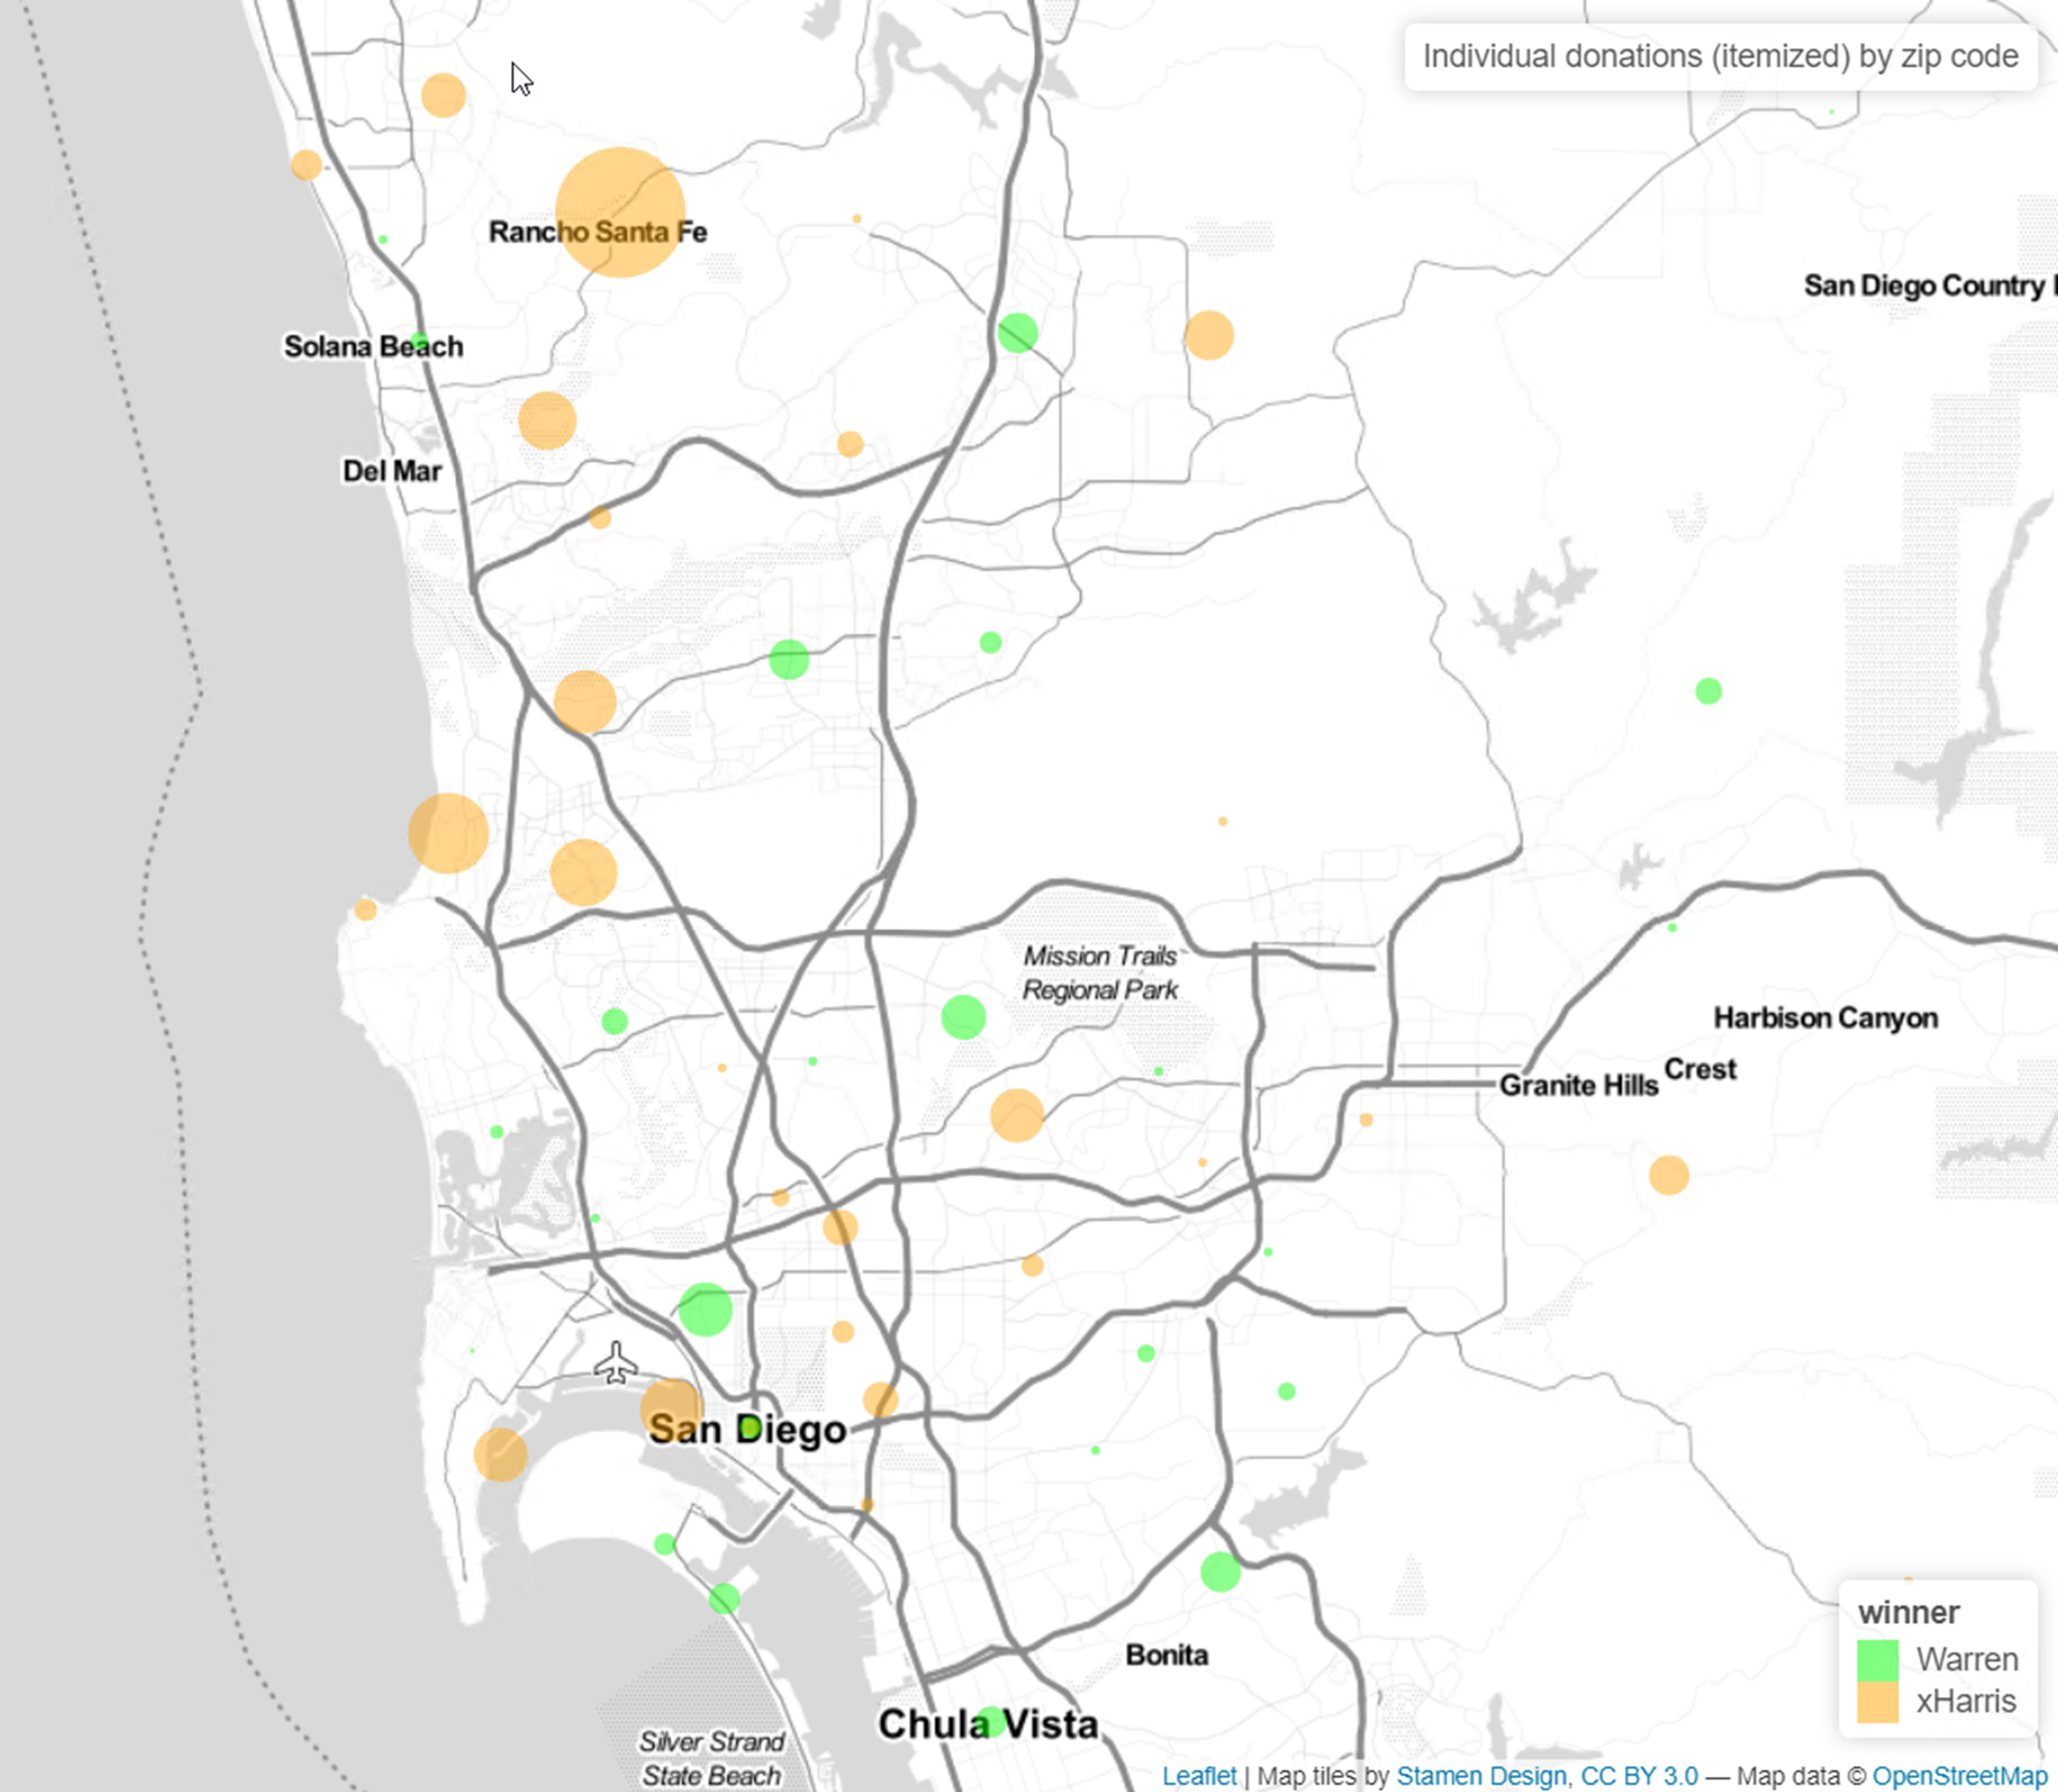 Individual donations (itemized) by zip code
Rancho Santa Fe
San Diego Country
Solana Beach
Del Mar
Mission Trails
Regional Park
Harbison Canyon
Crest
Granite Hills
San Diego
winner
Warren
xHarris
Bonita
Chula Vista
Silver Strand
State Beach
Leaflet | Map tiles by Stamen Design, CC BY 3.0 — Map data © OpenStreetMap